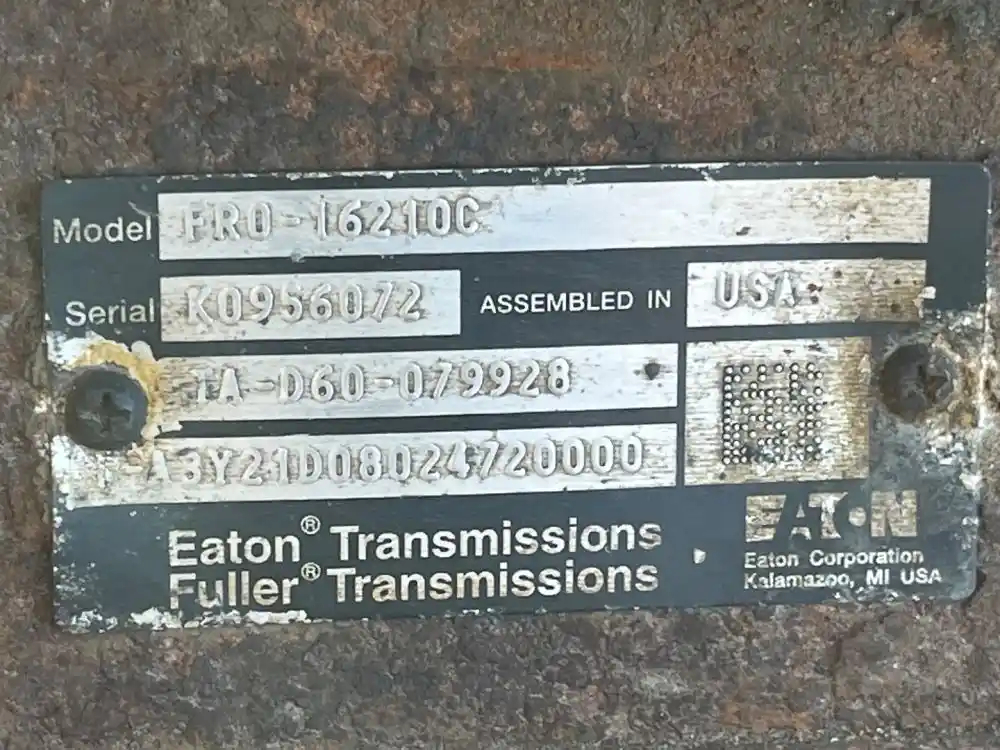 Model FRO-16210C
Serial K0956072 ASSEMBLED IN USA
TA-D60-079928
A3Y21D08024720000
Eaton® Transmissions
Fuller® Transmissions
EATON
Eaton Corporation
Kalamazoo, MI USA